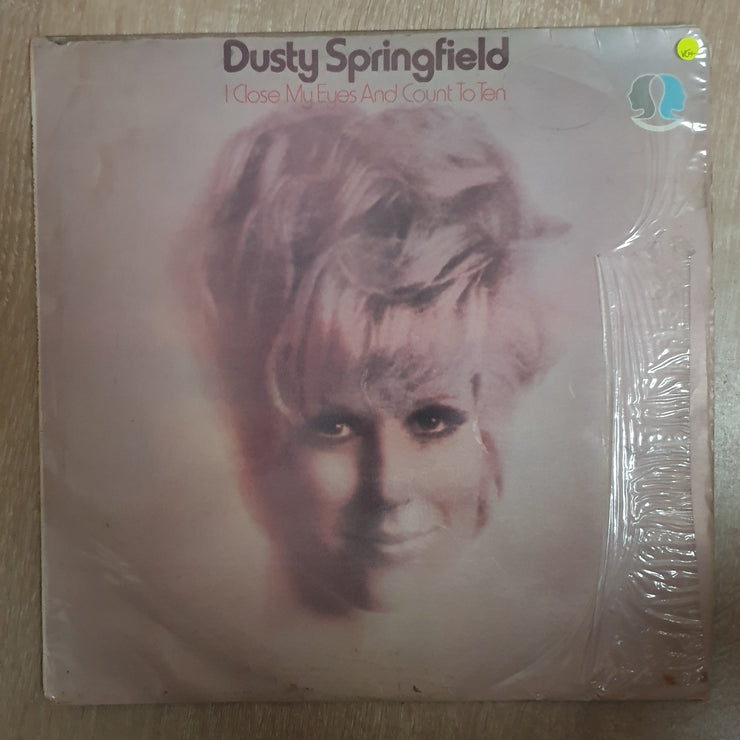 Dusty Springfield
I Close My Eyes And Count To Ten